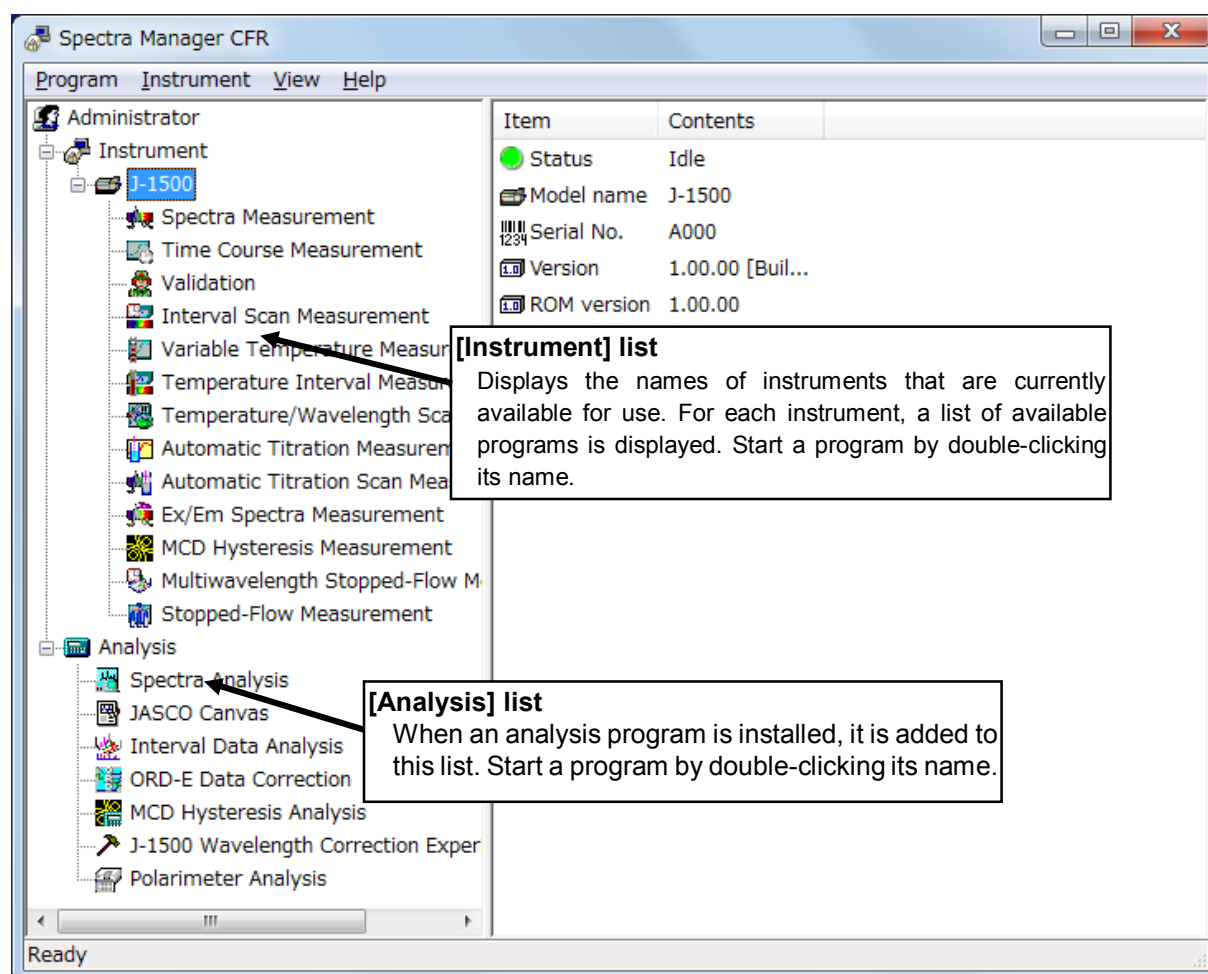 Spectra Manager CFR
Program Instrument View Help
Administrator
Instrument
J-1500
Spectra Measurement
Time Course Measurement
Validation
Interval Scan Measurement
Variable Temperature Measur
Temperature Interval Measur
Temperature/Wavelength Sca
Automatic Titration Measurem
Automatic Titration Scan Mea
Ex/Em Spectra Measurement
MCD Hysteresis Measurement
Multiwavelength Stopped-Flow M
Stopped-Flow Measurement
Analysis
Spectra Analysis
JASCO Canvas
Interval Data Analysis
ORD-E Data Correction
MCD Hysteresis Analysis
J-1500 Wavelength Correction Exper
Polarimeter Analysis
Item Contents
Status Idle
Model name J-1500
Serial No. A000
Version 1.00.00 [Buil...
ROM version 1.00.00
[Instrument] list
Displays the names of instruments that are currently
available for use. For each instrument, a list of available
programs is displayed. Start a program by double-clicking
its name.
[Analysis] list
When an analysis program is installed, it is added to
this list. Start a program by double-clicking its name.
Ready